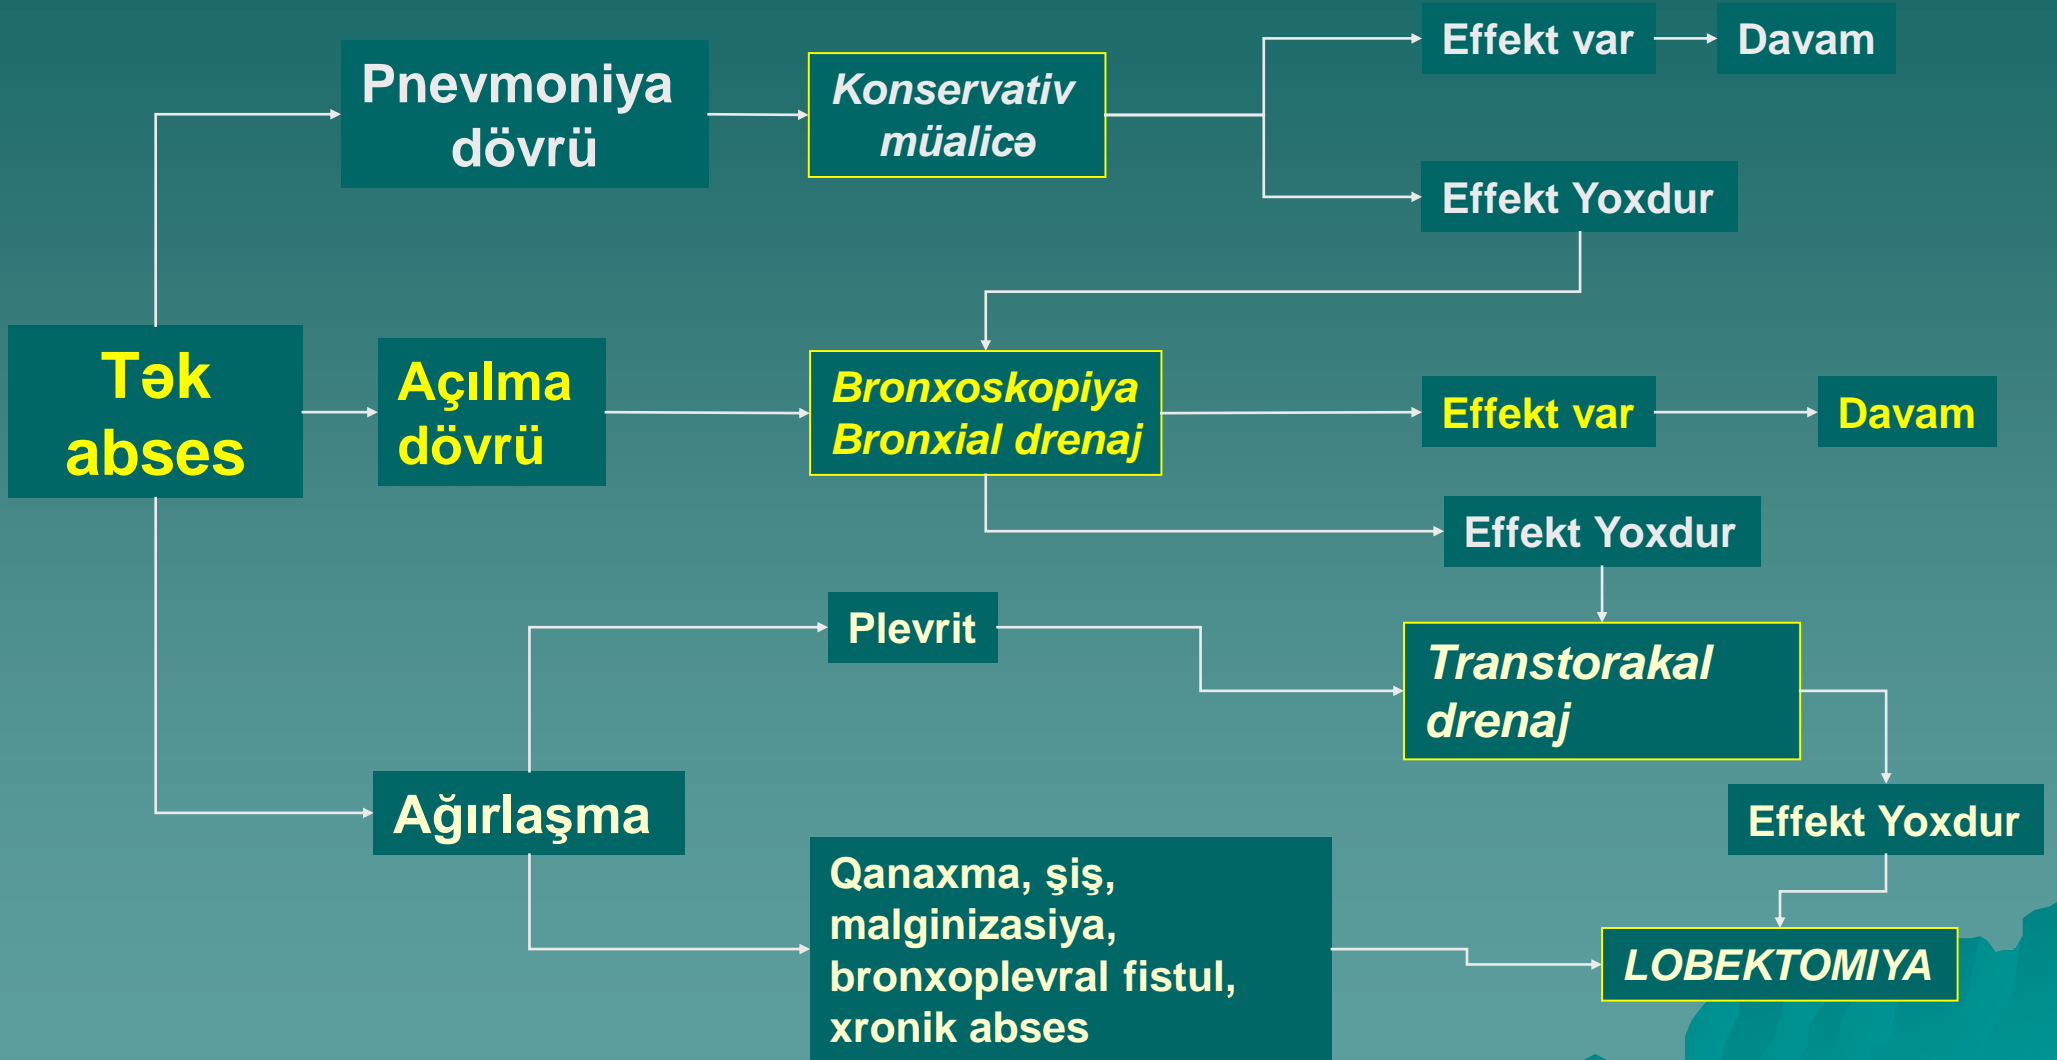 Effekt var
Davam
Pnevmoniya
dövrü
Konservativ
müalicə
Effekt Yoxdur
Tək
abses
Açılma
dövrü
Bronxoskopiya
Bronxial drenaj
Effekt var
Davam
Effekt Yoxdur
Plevrit
Transtorakal
drenaj
Ağırlaşma
Effekt Yoxdur
Qanaxma, şiş,
malginizasiya,
bronxoplevral fistul,
xronik abses
LOBEKTOMIYA